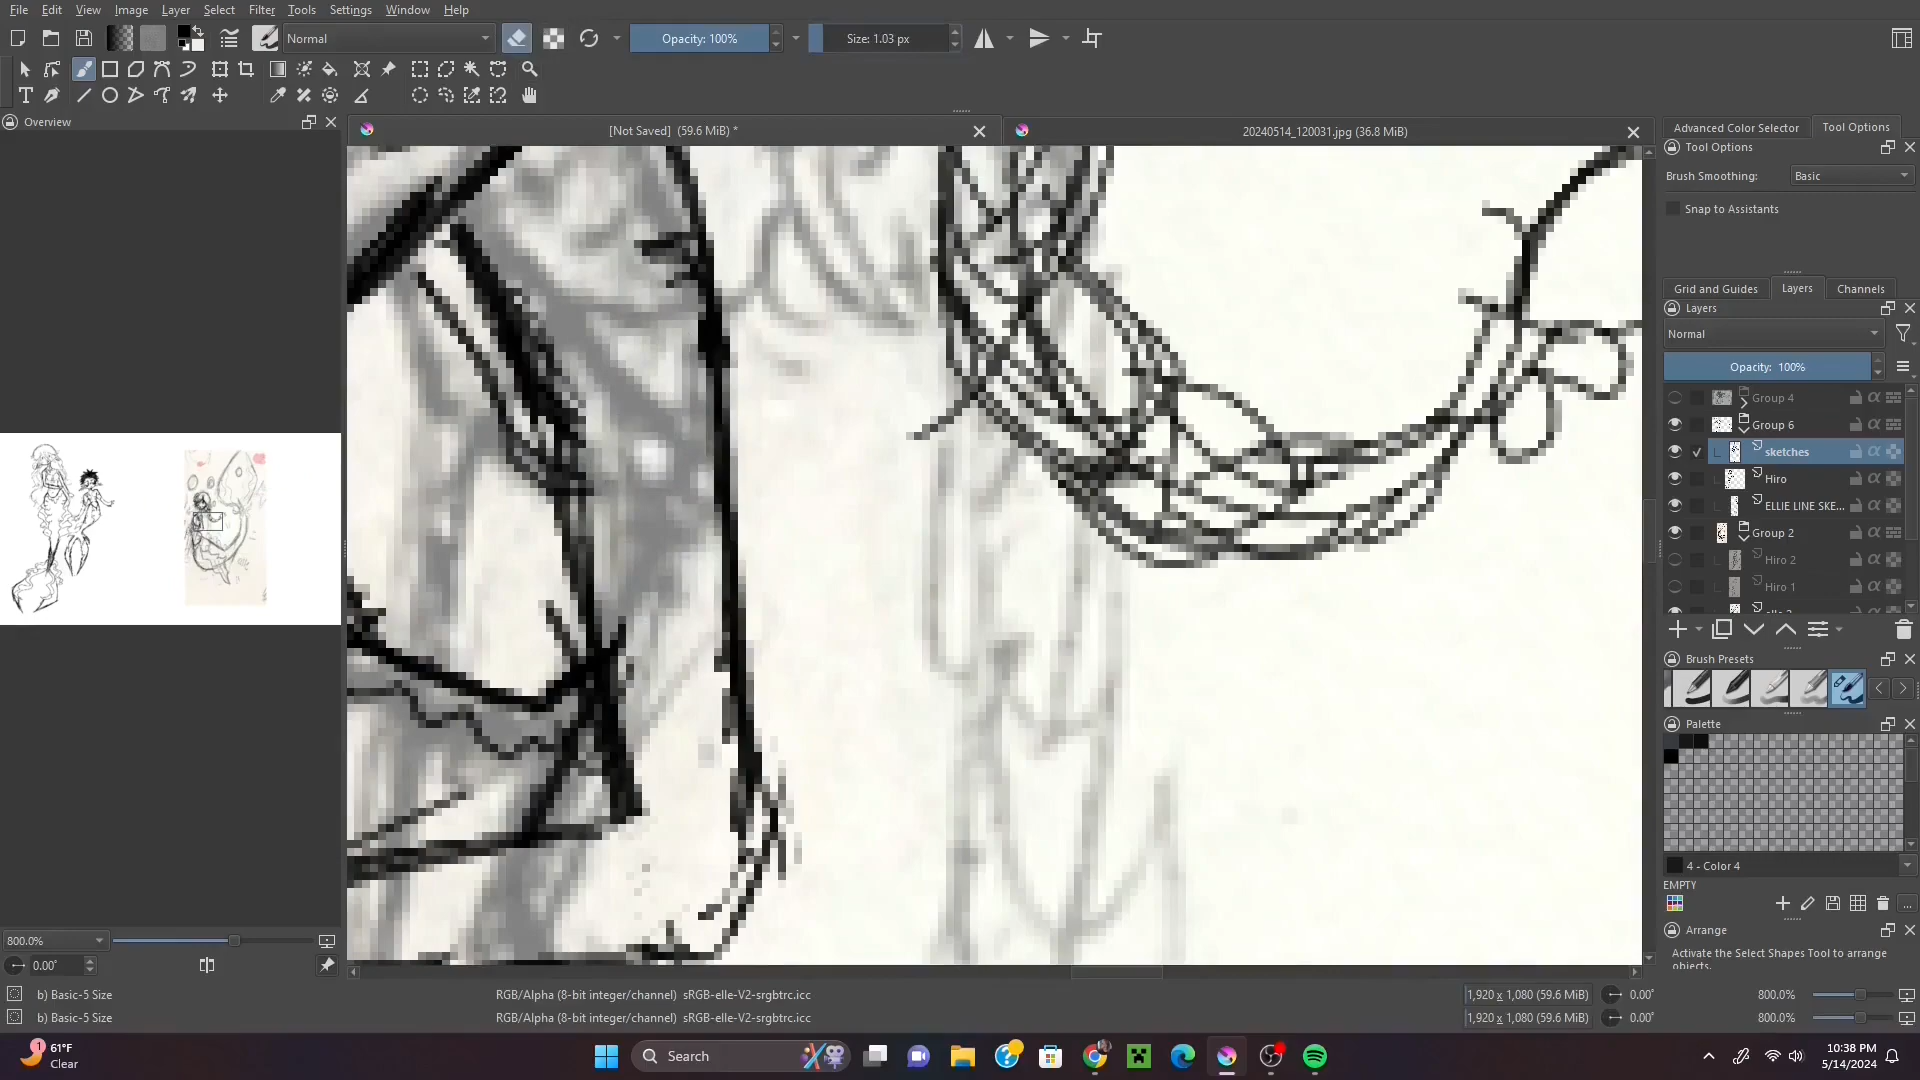 File Edit View Image Layer Select Filter Tools Settings Window Help
Normal
Opacity: 100%
Size: 1.03 px
Overview
[Not Saved] (59.6 MiB) *
20240514_120031.jpg (36.8 MiB)
Advanced Color Selector
Tool Options
Tool Options
Brush Smoothing:
Basic
Snap to Assistants
Grid and Guides
Layers
Channels
Layers
Normal
Opacity: 100%
Group 4
Group 6
sketches
Hiro
ELLIE LINE SKE...
Group 2
Hiro 2
Hiro 1
Brush Presets
Palette
4 - Color 4
EMPTY
...
Arrange
Activate the Select Shapes Tool to arrange
objects.
800.0%
0.00°
b) Basic-5 Size
RGB/Alpha (8-bit integer/channel) sRGB-elle-V2-srgbtrc.icc
1,920 x 1,080 (59.6 MiB)
0.00°
800.0%
b) Basic-5 Size
RGB/Alpha (8-bit integer/channel) sRGB-elle-V2-srgbtrc.icc
1,920 x 1,080 (59.6 MiB)
0.00°
800.0%
1
61°F
Clear
Search
10:38 PM
5/14/2024